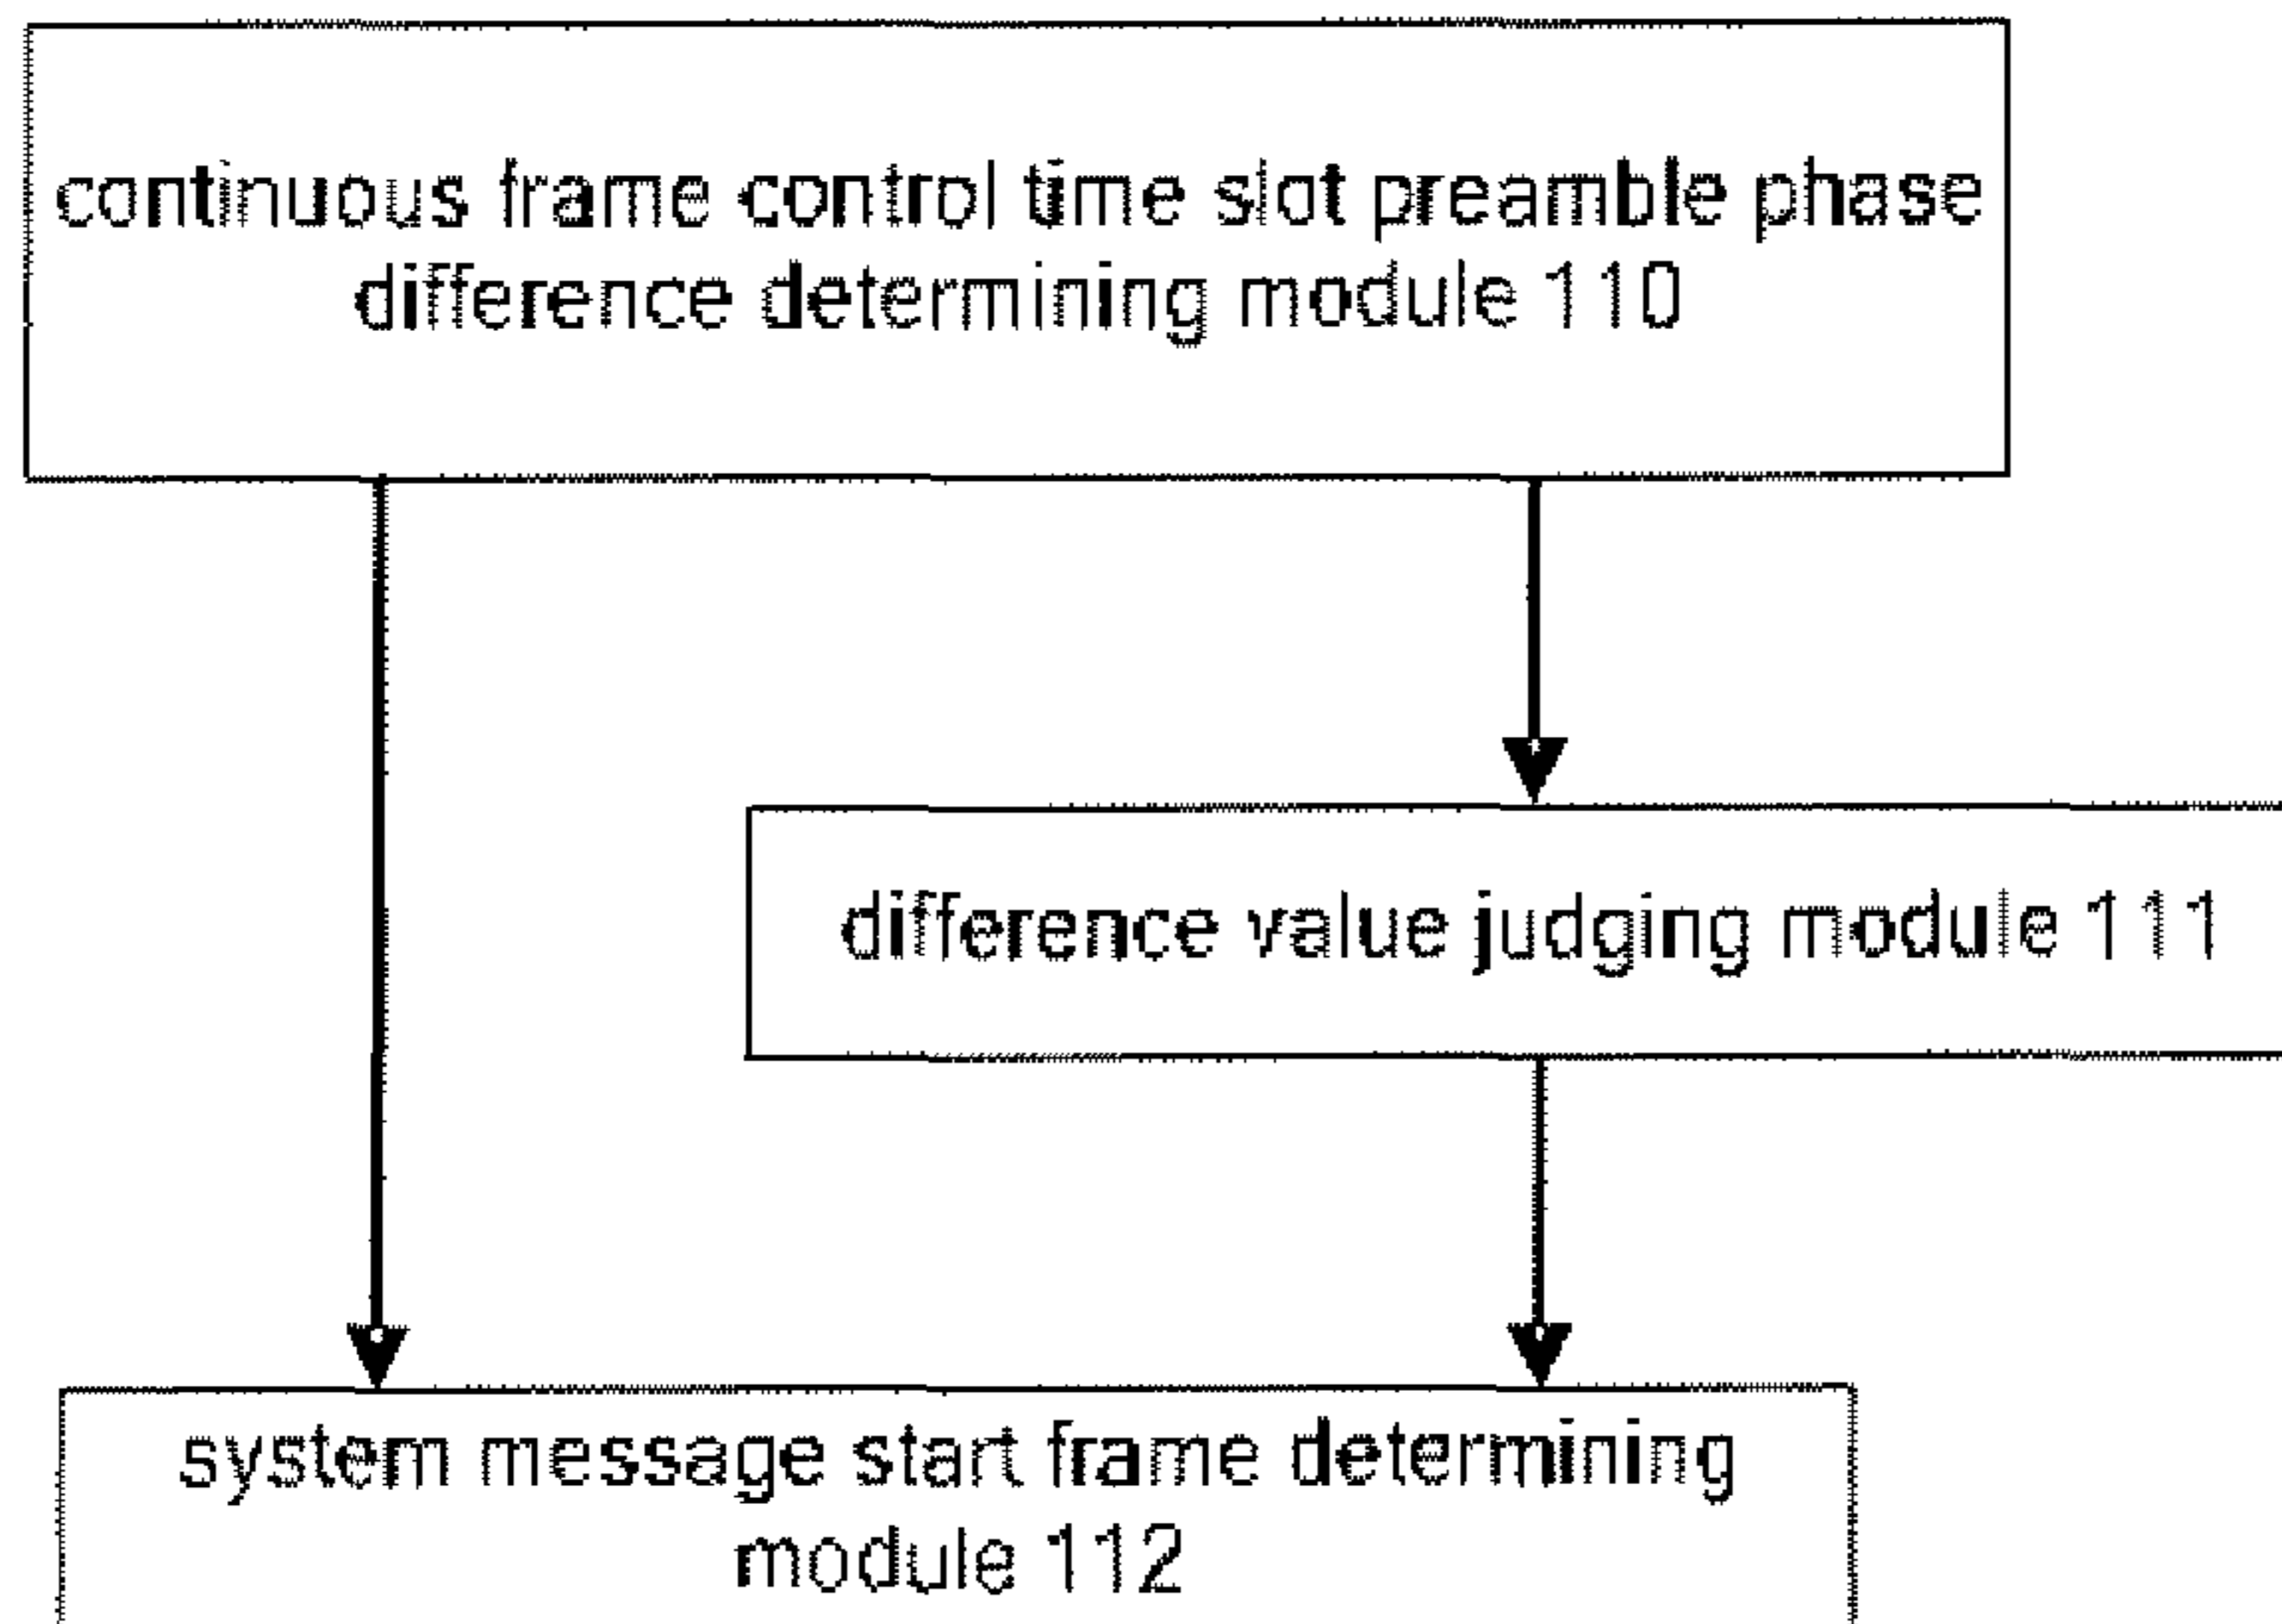 continuous frame control time slot preamble phase
difference determining module 110
difference value judging module 111
system message start frame determining
module 112